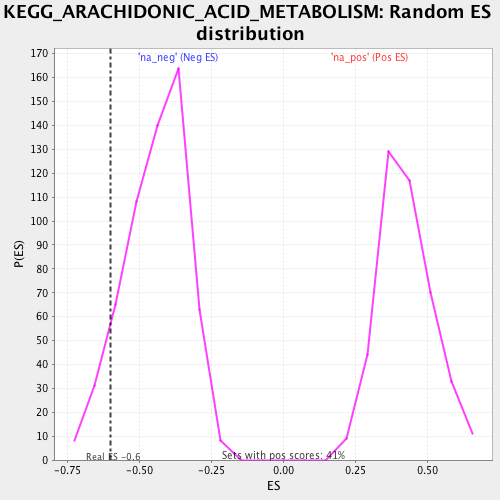 KEGG_ARACHIDONIC_ACID_METABOLISM: Random ES
distribution
'na_neg' (Neg ES)
'na_pos' (Pos ES)
170
160
150
140
130
120
110
100
90
80
70
60
50
40
30
20
10
0
P(ES)
Real ES -0.6
Sets with pos scores: 41%
-0.75 -0.50 -0.25 0.00 0.25 0.50
ES